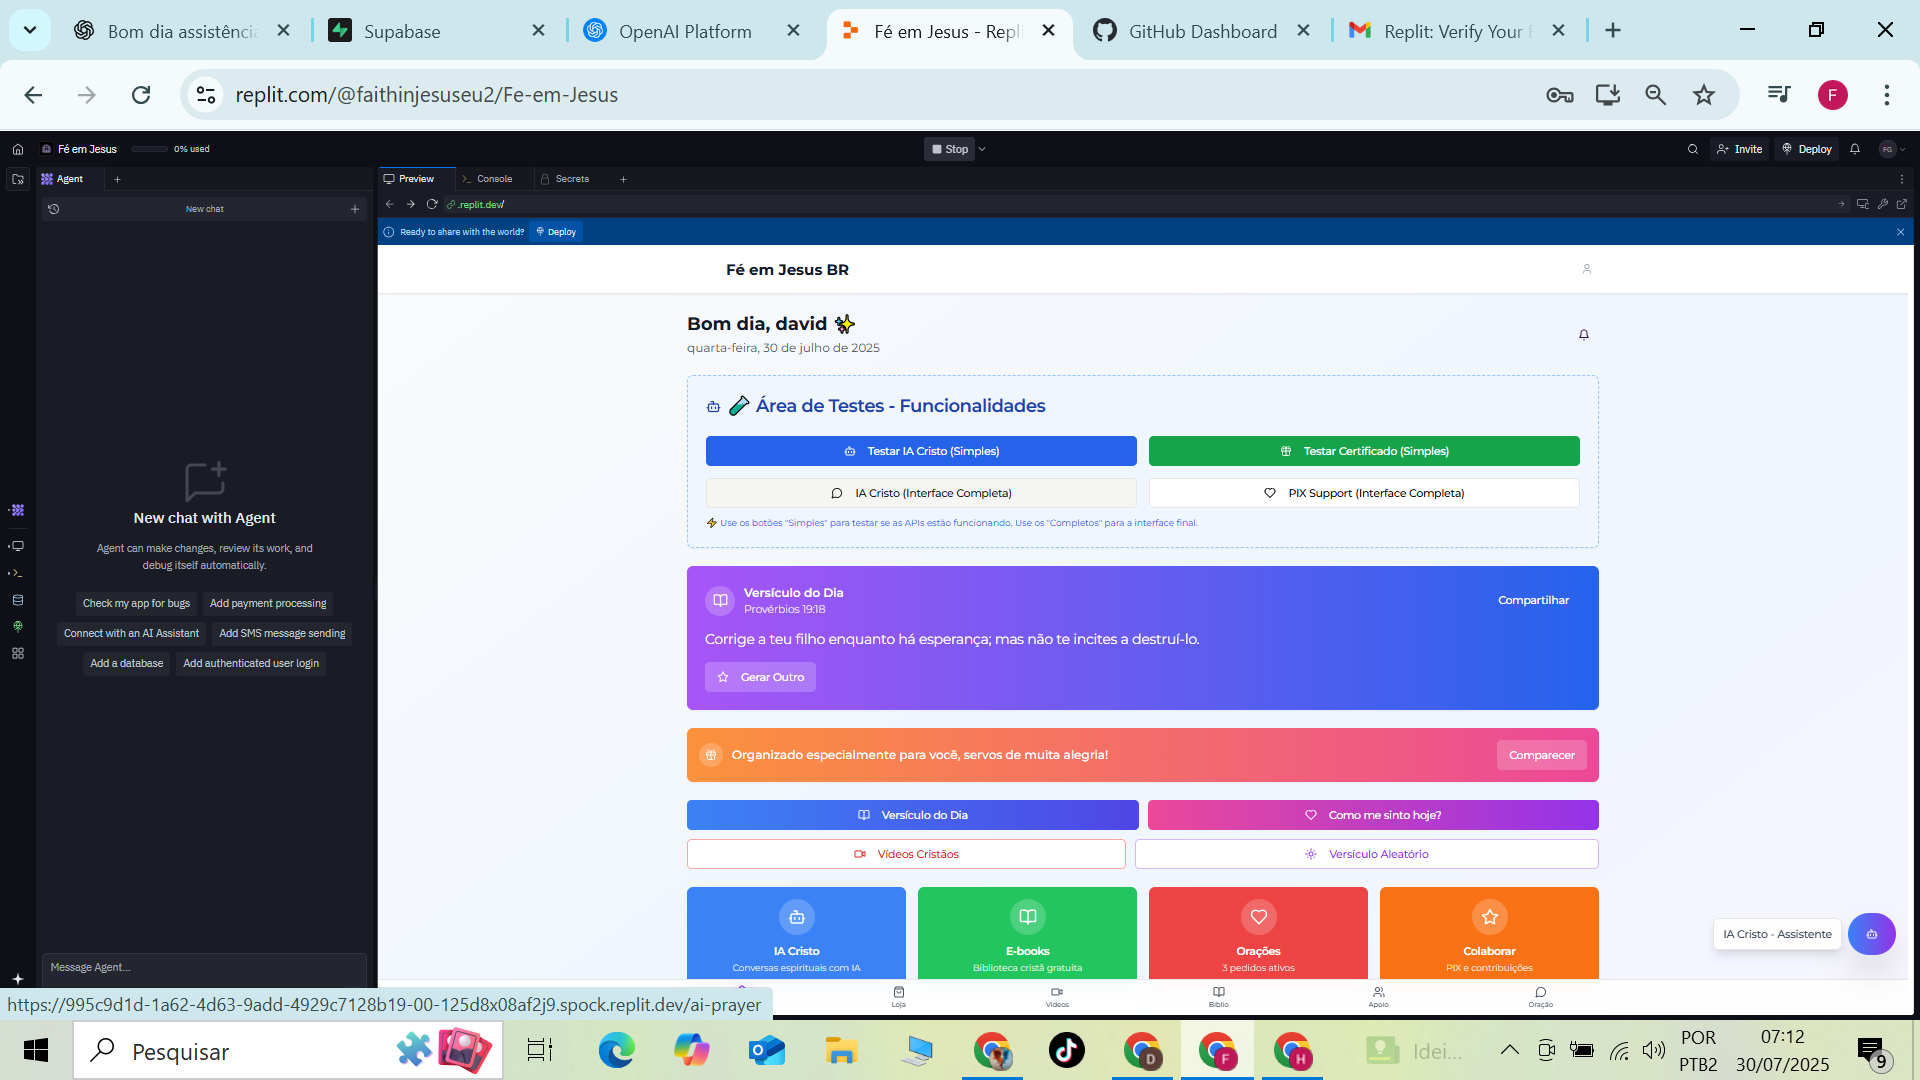 Bom dia assistência
Supabase
OpenAI Platform
Fé em Jesus - Repli
GitHub Dashboard
Replit: Verify Your E
replit.com/@faithinjesuseu2/Fe-em-Jesus
F
Fé em Jesus
0% used
Stop
Invite
Deploy
FG
Agent
Preview
Console
Secrets
New chat
.replit.dev/
Ready to share with the world?
Deploy
Fé em Jesus BR
Bom dia, david
quarta-feira, 30 de julho de 2025
Área de Testes - Funcionalidades
Testar IA Cristo (Simples)
Testar Certificado (Simples)
IA Cristo (Interface Completa)
PIX Support (Interface Completa)
Use os botões "Simples" para testar se as APIs estão funcionando. Use os "Completos" para a interface final.
New chat with Agent
Agent can make changes, review its work, and
debug itself automatically.
Check my app for bugs
Add payment processing
Connect with an AI Assistant
Add SMS message sending
Add a database
Add authenticated user login
Versículo do Dia
Provérbios 19:18
Compartilhar
Corrige a teu filho enquanto há esperança; mas não te incites a destruí-lo.
Gerar Outro
Organizado especialmente para você, servos de muita alegria!
Comparecer
Versículo do Dia
Como me sinto hoje?
Vídeos Cristãos
Versículo Aleatório
IA Cristo
Conversas espirituais com IA
E-books
Biblioteca cristã gratuita
Orações
3 pedidos ativos
Colaborar
PIX e contribuições
IA Cristo - Assistente
Message Agent...
Loja
Vídeos
Bíblio
Apoio
Oração
https://995c9d1d-1a62-4d63-9add-4929c7128b19-00-125d8x08af2j9.spock.replit.dev/ai-prayer
Pesquisar
D
F
H
Idei...
POR
PTB2
07:12
30/07/2025
9